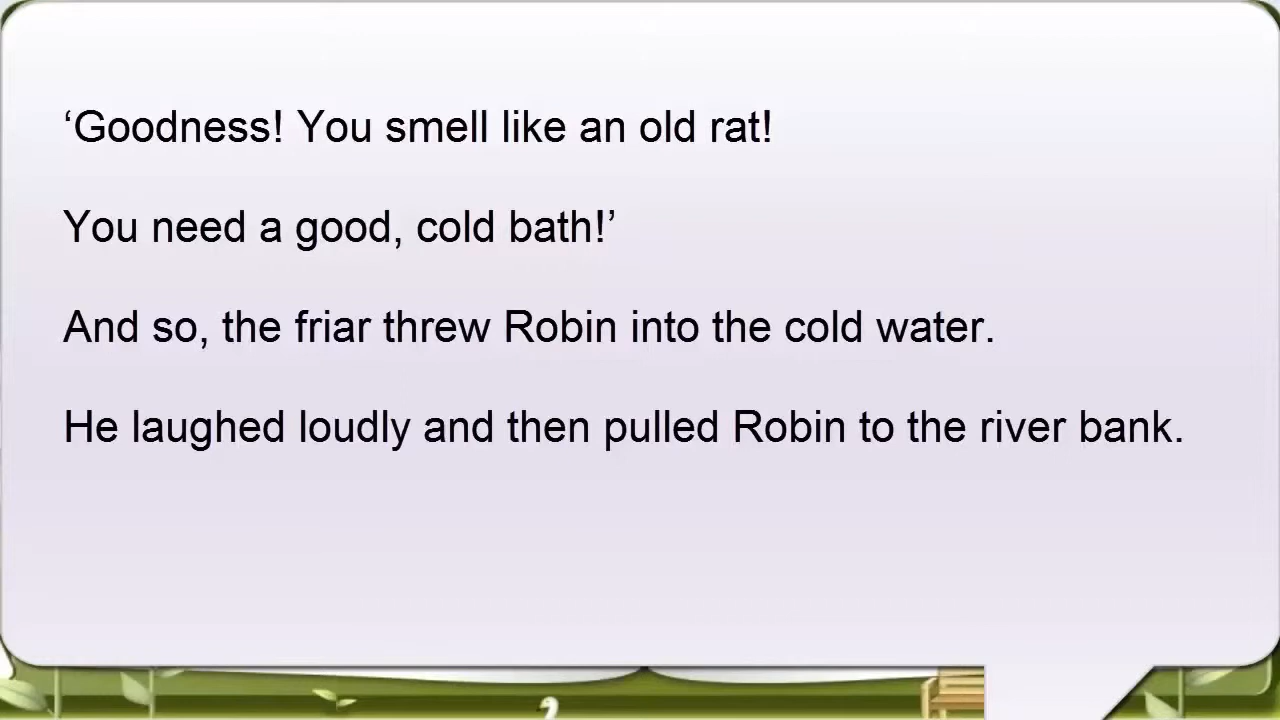 ‘Goodness! You smell like an old rat!
You need a good, cold bath!’
And so, the friar threw Robin into the cold water.
He laughed loudly and then pulled Robin to the river bank.